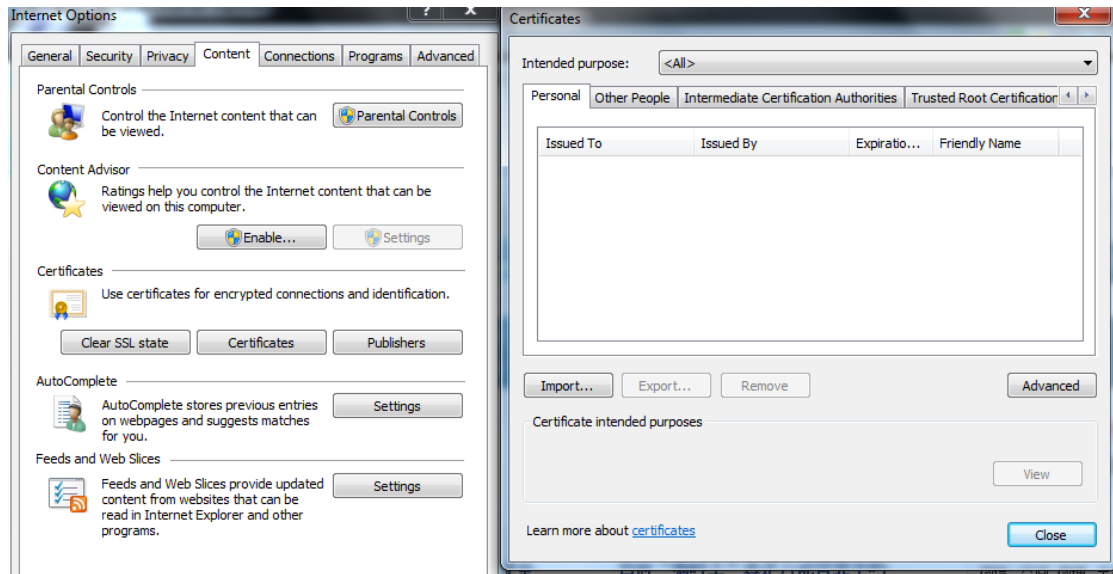 Internet Options
General Security Privacy Content Connections Programs Advanced
Parental Controls
Control the Internet content that can
be viewed.
Parental Controls
Content Advisor
Ratings help you control the Internet content that can be
viewed on this computer.
Enable...
Settings
Certificates
Use certificates for encrypted connections and identification.
Clear SSL state
Certificates
Publishers
AutoComplete
AutoComplete stores previous entries
on webpages and suggests matches
for you.
Settings
Feeds and Web Slices
Feeds and Web Slices provide updated
content from websites that can be
read in Internet Explorer and other
programs.
Settings
Certificates
Intended purpose: <All>
Personal Other People Intermediate Certification Authorities Trusted Root Certification
Issued To Issued By Expiratio... Friendly Name
Import... Export... Remove Advanced
Certificate intended purposes
View
Learn more about certificates
Close